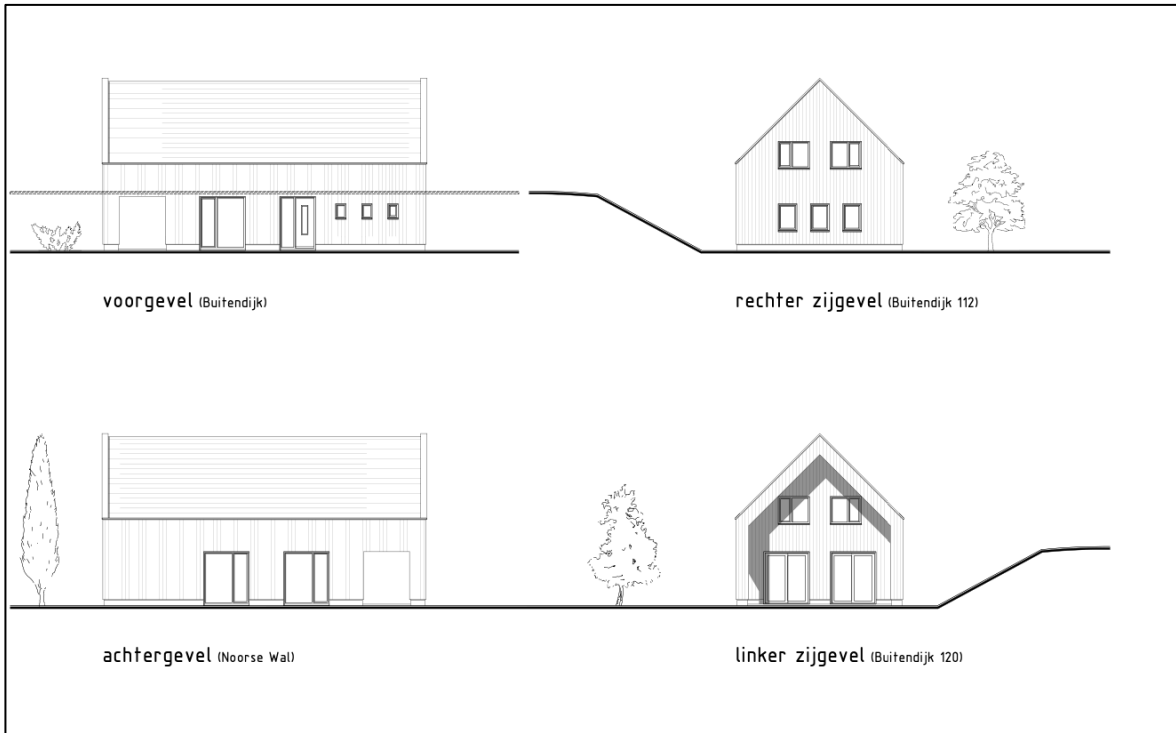 voorgevel (Buitendijk)
rechter zijgevel (Buitendijk 112)
achtergevel (Noorse Wal)
linker zijgevel (Buitendijk 120)